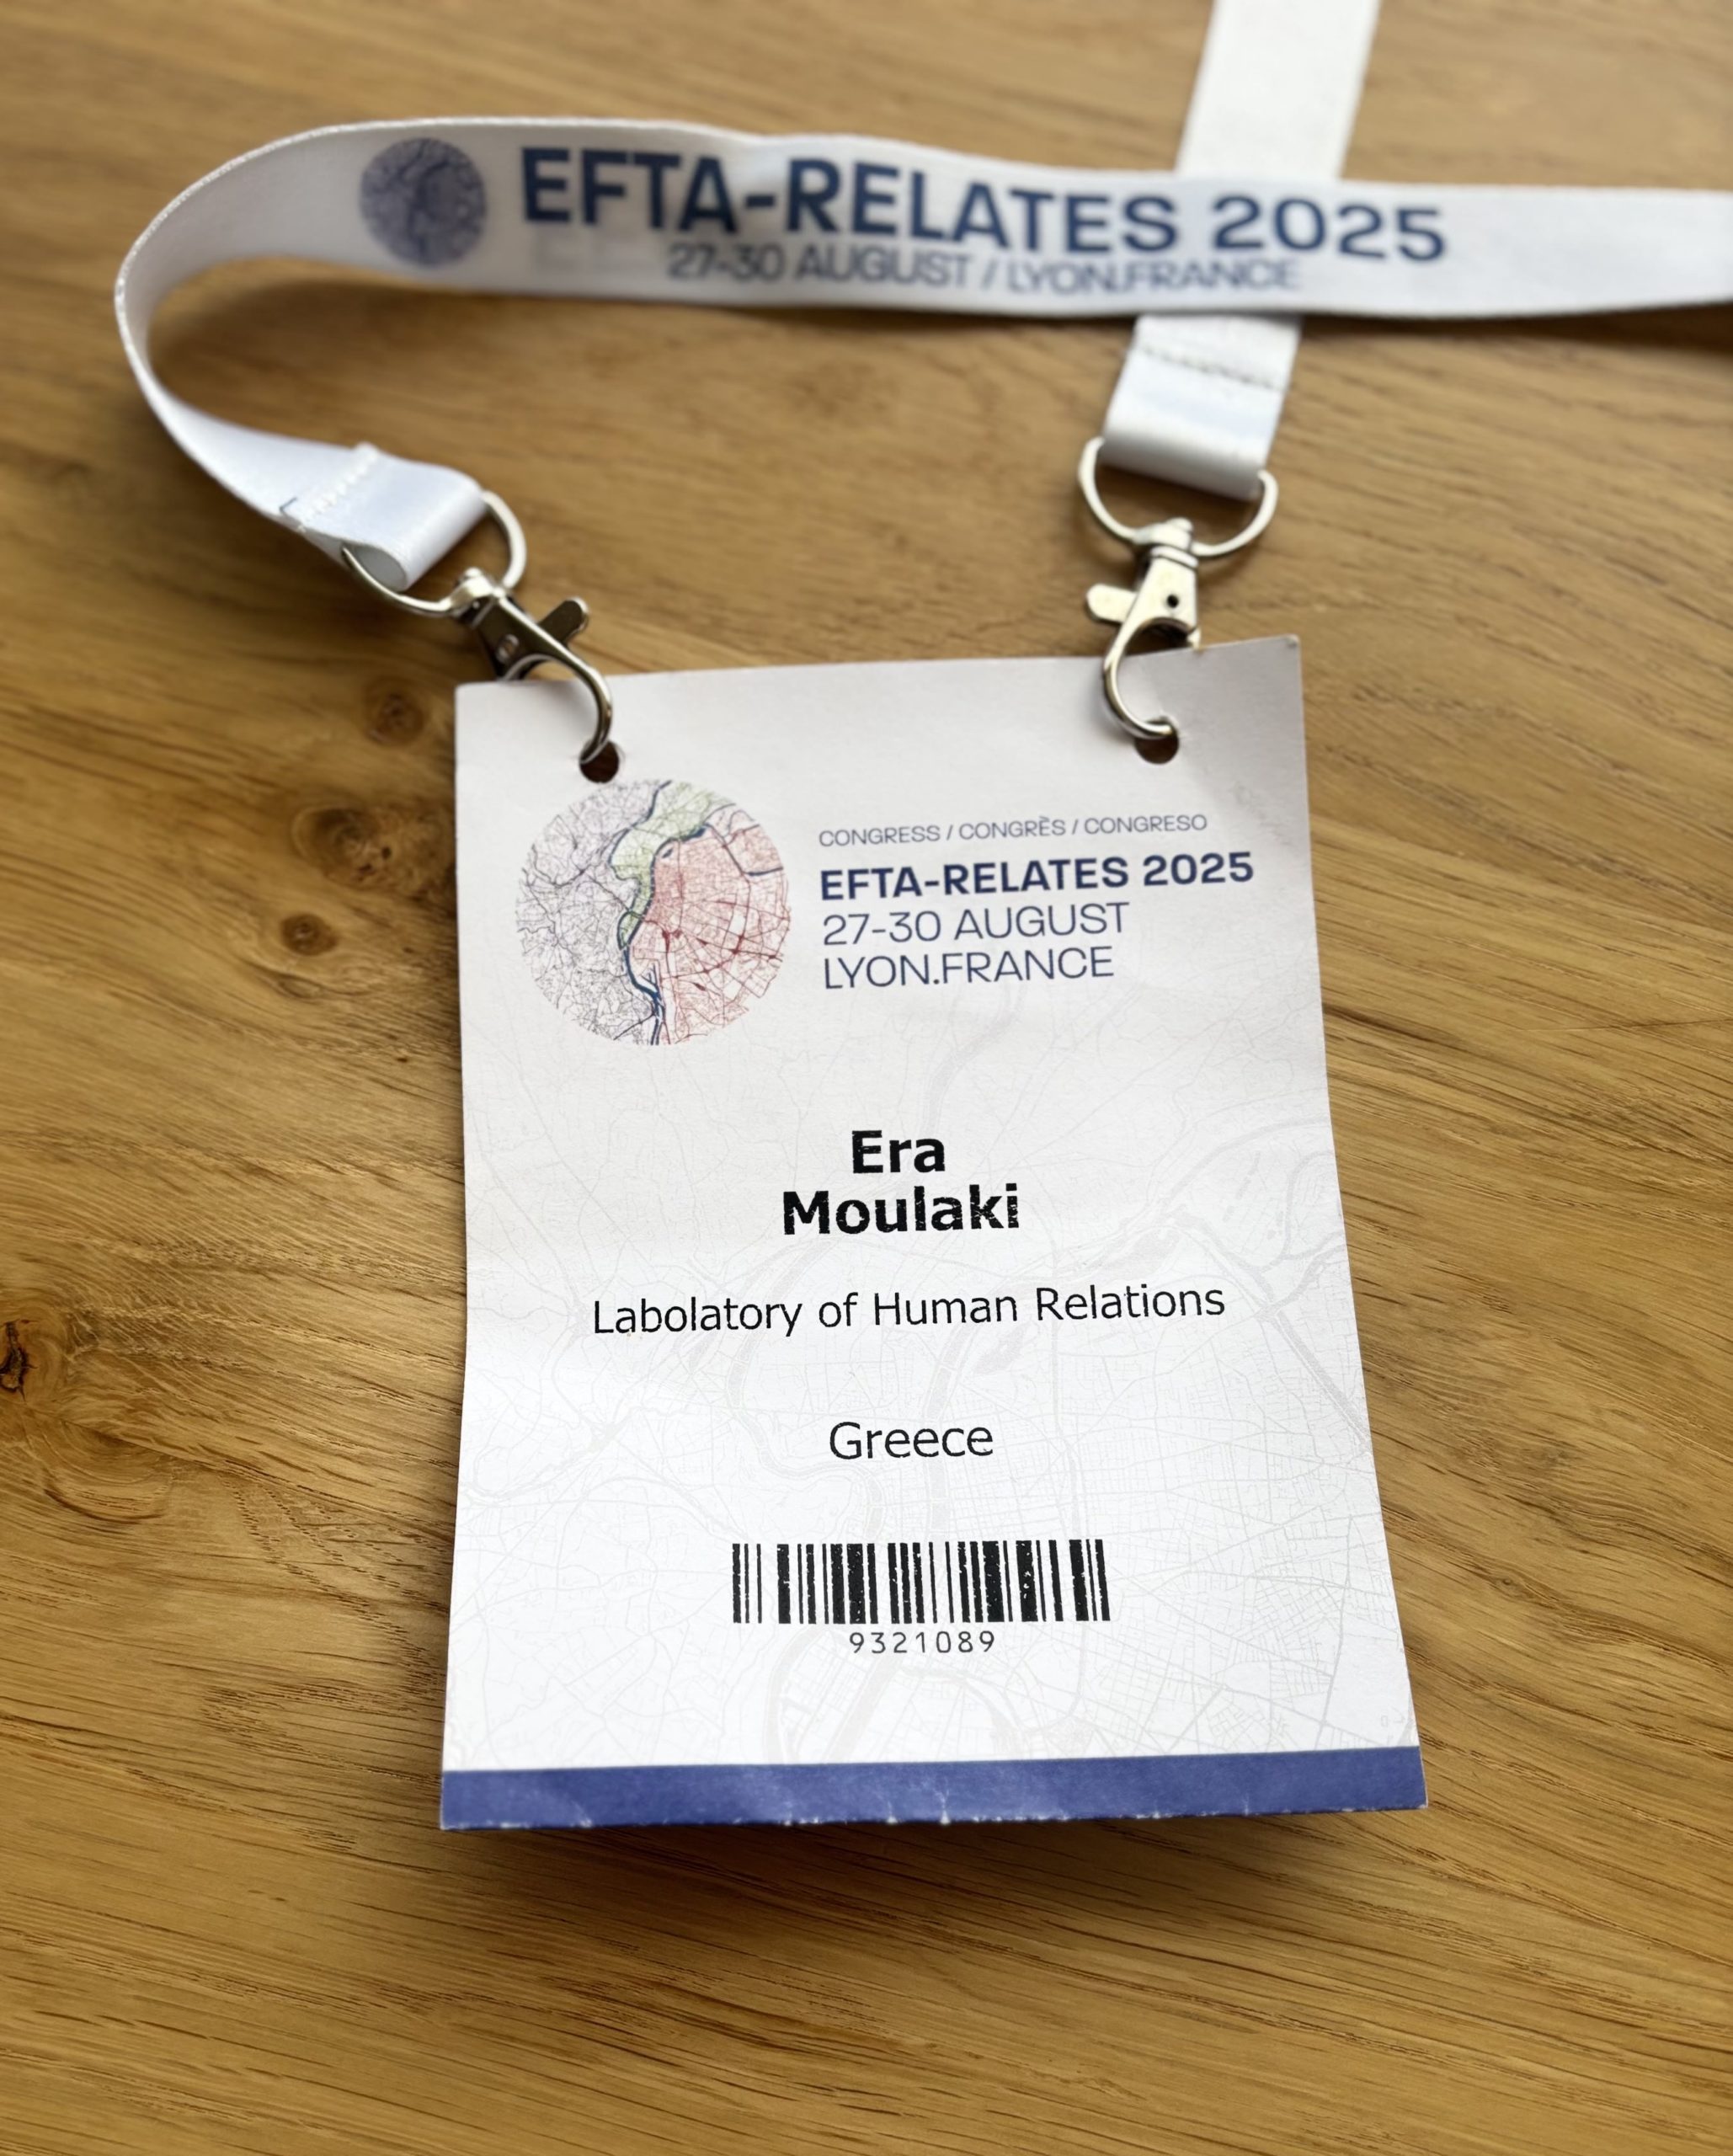 EFTA-RELATES 2025
27-30 AUGUST / LYON.FRANCE
CONGRESS / CONGRÈS / CONGRESO
EFTA-RELATES 2025
27-30 AUGUST
LYON.FRANCE
Era
Moulaki
Labolatory of Human Relations
Greece
9321089